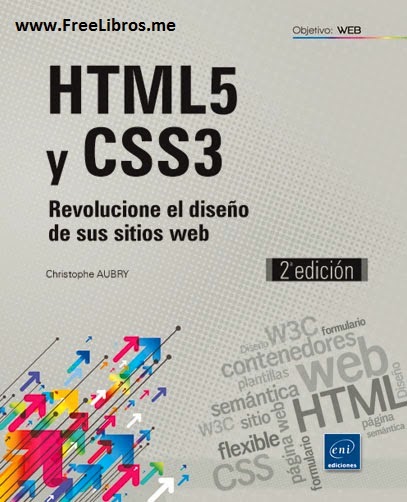 www.FreeLibros.me
Objetivo: WEB
HTML5
y CSS3
Revolucione el diseño
de sus sitios web
Christophe AUBRY
2ª edición
Diseño
W3C
formulario
contenedores
plantillas
web
Diseño
semántica
HTML
W3C
sitio
página web
página
semántica
flexible
formulario
CSS
eni
ediciones